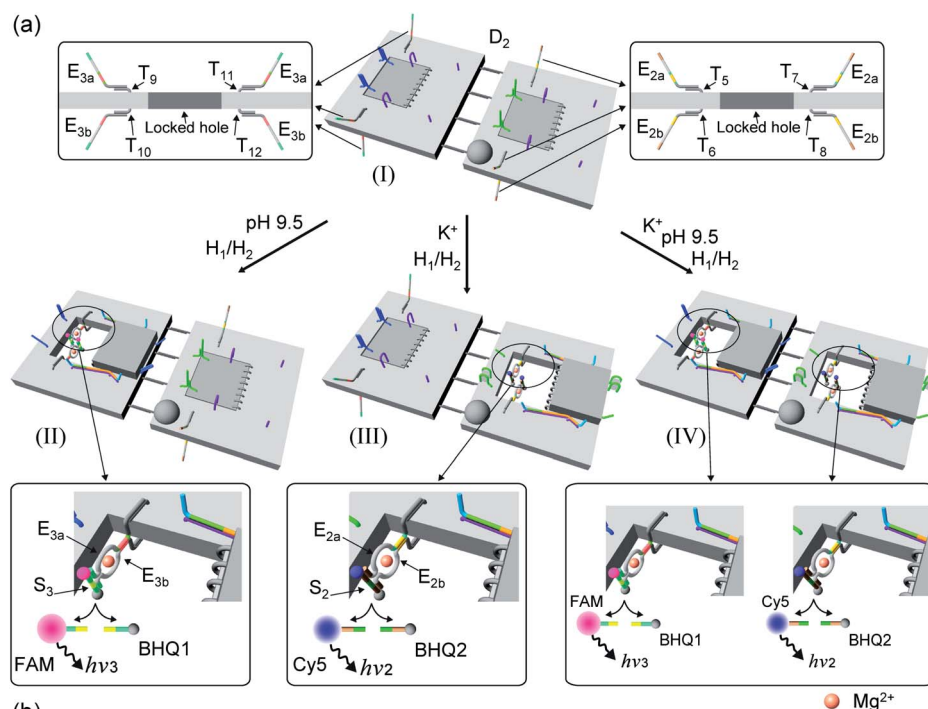 (a)
D2
E3a T9 T11 E3a
E3b Locked hole E3b
T10 T12
E2a T5 T7 E2a
E2b Locked hole E2b
T6 T8
(I)
pH 9.5
H1/H2
K+
H1/H2
K+
pH 9.5
H1/H2
(II)
(III)
(IV)
E3a
E3b
S3
BHQ1
FAM
hν3
E2a
E2b
S2
BHQ2
Cy5
hν2
FAM
BHQ1
hν3
Cy5
BHQ2
hν2
Mg2+